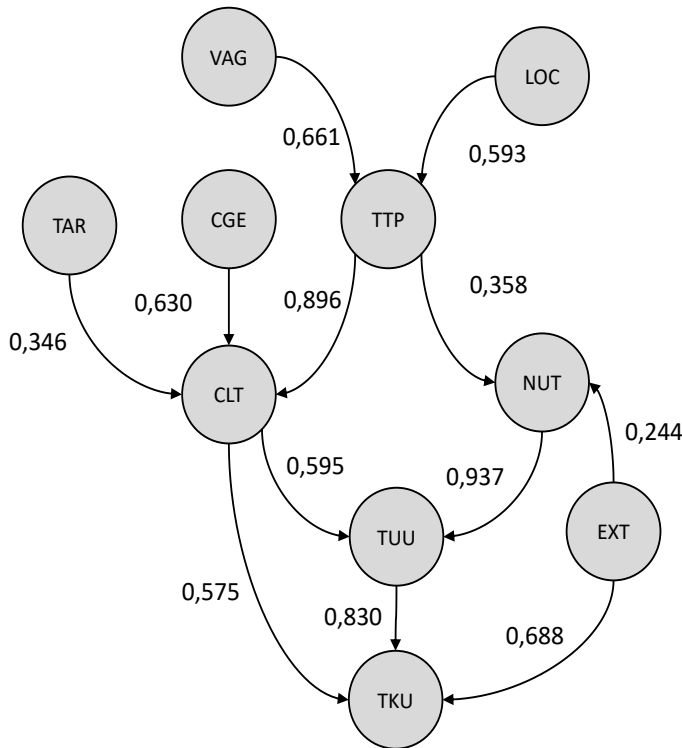 VAG
LOC
0,661
0,593
TAR
CGE
TTP
0,346
0,630
0,896
0,358
CLT
NUT
0,244
0,595
0,937
TUU
EXT
0,575
0,830
0,688
TKU